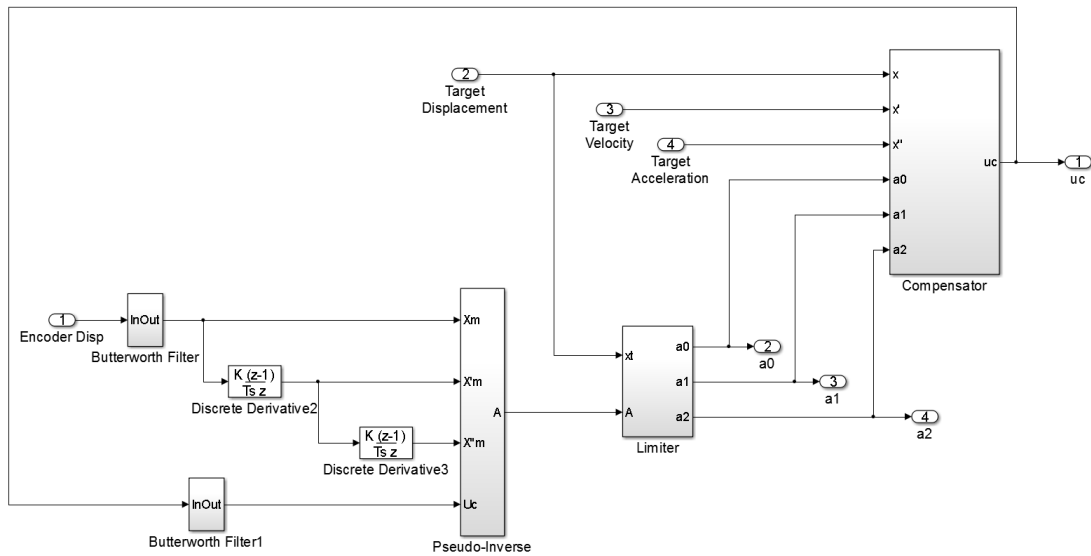 2
Target
Displacement
3
Target
Velocity
4
Target
Acceleration
x
x'
x''
a0
a1
a2
uc
Compensator
1
uc
1
Encoder Disp
InOut
Butterworth Filter
K (z-1)
Ts z
Discrete Derivative2
K (z-1)
Ts z
Discrete Derivative3
InOut
Butterworth Filter1
Xm
X'm
X''m
Uc
A
Pseudo-Inverse
xt
A
a0
a1
a2
Limiter
2
a0
3
a1
4
a2